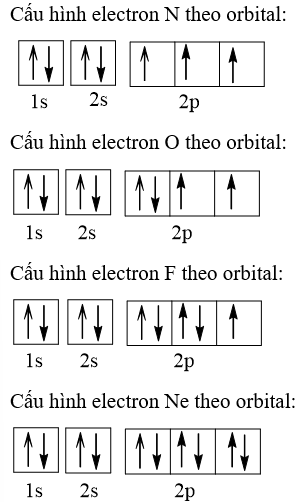 Cấu hình electron N theo orbital:
1s 2s 2p
Cấu hình electron O theo orbital:
1s 2s 2p
Cấu hình electron F theo orbital:
1s 2s 2p
Cấu hình electron Ne theo orbital:
1s 2s 2p